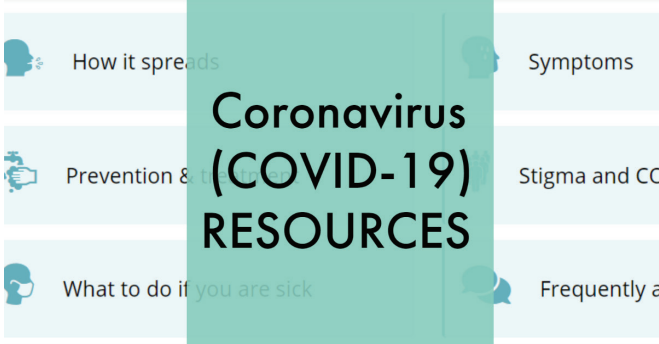 How it spreads
Symptoms
Coronavirus
(COVID-19)
RESOURCES
Prevention & treatment
Stigma and CO
What to do if you are sick
Frequently a